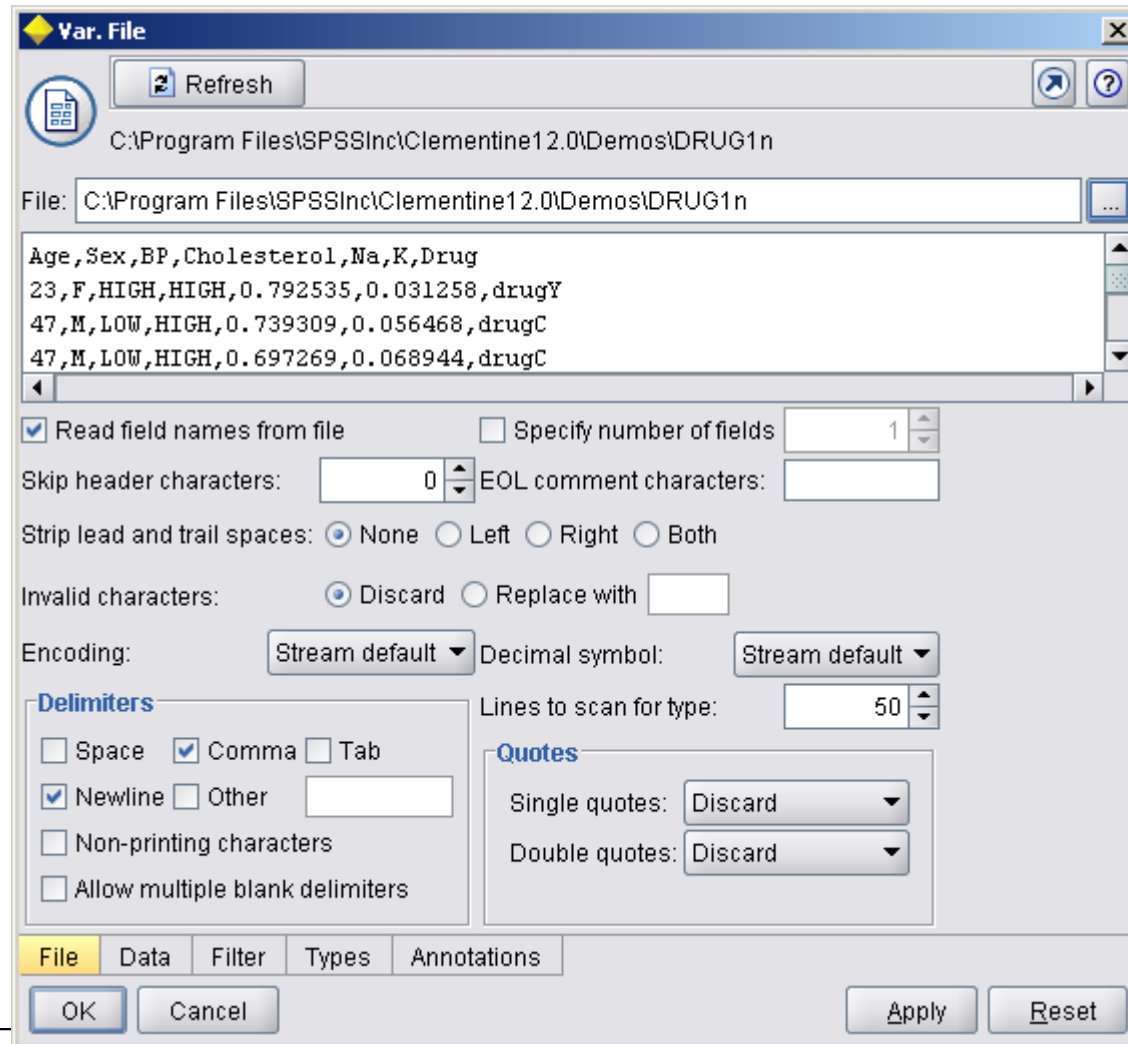 Var. File
Refresh
C:\Program Files\SPSSInc\Clementine12.0\Demos\DRUG1n
File: C:\Program Files\SPSSInc\Clementine12.0\Demos\DRUG1n ...
Age,Sex,BP,Cholesterol,Na,K,Drug
23,F,HIGH,HIGH,0.792535,0.031258,drugY
47,M,LOW,HIGH,0.739309,0.056468,drugC
47,M,LOW,HIGH,0.697269,0.068944,drugC
Read field names from file Specify number of fields 1
Skip header characters: 0 EOL comment characters:
Strip lead and trail spaces: None Left Right Both
Invalid characters: Discard Replace with
Encoding: Stream default Decimal symbol: Stream default
Delimiters Lines to scan for type: 50
Space Comma Tab Quotes
Newline Other Single quotes: Discard
Non-printing characters Double quotes: Discard
Allow multiple blank delimiters
File Data Filter Types Annotations
OK Cancel Apply Reset